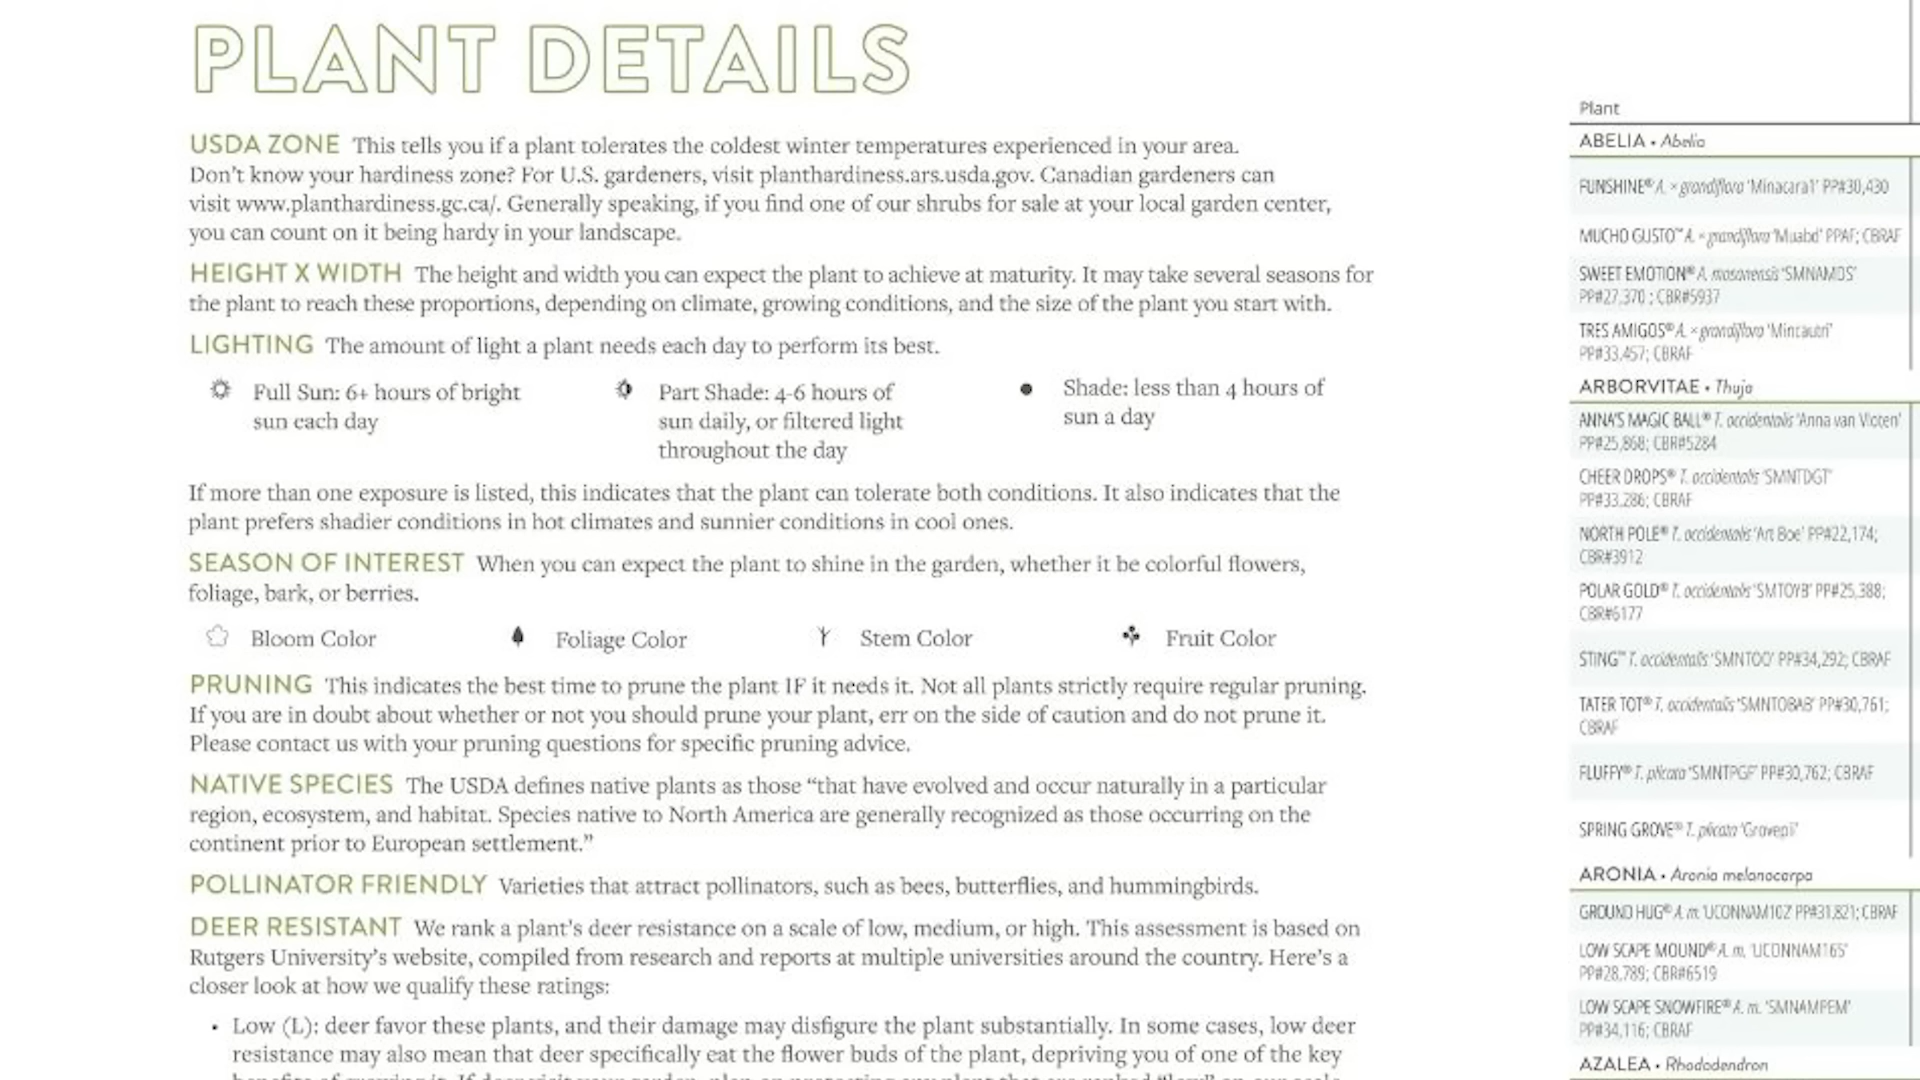 PLANT DETAILS
USDA ZONE This tells you if a plant tolerates the coldest winter temperatures experienced in your area.
Don't know your hardiness zone? For U.S. gardeners, visit planthardiness.ars.usda.gov. Canadian gardeners can
visit www.planthardiness.gc.ca/. Generally speaking, if you find one of our shrubs for sale at your local garden center,
you can count on it being hardy in your landscape.
HEIGHT X WIDTH The height and width you can expect the plant to achieve at maturity. It may take several seasons for
the plant to reach these proportions, depending on climate, growing conditions, and the size of the plant you start with.
LIGHTING The amount of light a plant needs each day to perform its best.
Full Sun: 6+ hours of bright
sun each day
Part Shade: 4-6 hours of
sun daily, or filtered light
throughout the day
Shade: less than 4 hours of
sun a day
If more than one exposure is listed, this indicates that the plant can tolerate both conditions. It also indicates that the
plant prefers shadier conditions in hot climates and sunnier conditions in cool ones.
SEASON OF INTEREST When you can expect the plant to shine in the garden, whether it be colorful flowers,
foliage, bark, or berries.
Bloom Color
Foliage Color
Stem Color
Fruit Color
PRUNING This indicates the best time to prune the plant IF it needs it. Not all plants strictly require regular pruning.
If you are in doubt about whether or not you should prune your plant, err on the side of caution and do not prune it.
Please contact us with your pruning questions for specific pruning advice.
NATIVE SPECIES The USDA defines native plants as those “that have evolved and occur naturally in a particular
region, ecosystem, and habitat. Species native to North America are generally recognized as those occurring on the
continent prior to European settlement.”
POLLINATOR FRIENDLY Varieties that attract pollinators, such as bees, butterflies, and hummingbirds.
DEER RESISTANT We rank a plant's deer resistance on a scale of low, medium, or high. This assessment is based on
Rutgers University's website, compiled from research and reports at multiple universities around the country. Here's a
closer look at how we qualify these ratings:
• Low (L): deer favor these plants, and their damage may disfigure the plant substantially. In some cases, low deer
resistance may also mean that deer specifically eat the flower buds of the plant, depriving you of one of the key
Plant
ABELIA • Abelia
FUNSHINE® A. × grandiflora 'Minacara1' PP#30,430
MUCHO GUSTO™ A. × grandiflora 'Muabd' PPAF; CBRAF
SWEET EMOTION® A. mosanensis 'SMNAMDS'
PP#27,370 ; CBR#5937
TRES AMIGOS® A. × grandiflora 'Mincautri'
PP#33,457; CBRAF
ARBORVITAE • Thuja
ANNA'S MAGIC BALL® T. occidentalis 'Anna van Vloten'
PP#25,868; CBR#5284
CHEER DROPS® T. occidentalis 'SMNTDGT'
PP#33,286; CBRAF
NORTH POLE® T. occidentalis 'Art Boe' PP#22,174;
CBR#3912
POLAR GOLD® T. occidentalis 'SMTOYB' PP#25,388;
CBR#6177
STING™ T. occidentalis 'SMNTOO' PP#34,292; CBRAF
TATER TOT® T. occidentalis 'SMNTOBAB' PP#30,761;
CBRAF
FLUFFY® T. plicata 'SMNTPGF' PP#30,762; CBRAF
SPRING GROVE® T. plicata 'Grovepli'
ARONIA • Aronia melanocarpa
GROUND HUG® A. m. 'UCONNAM102' PP#31,821; CBRAF
LOW SCAPE MOUND® A. m. 'UCONNAM165'
PP#28,789; CBR#6519
LOW SCAPE SNOWFIRE® A. m. 'SMNAMPEM'
PP#34,116; CBRAF
AZALEA • Rhododendron